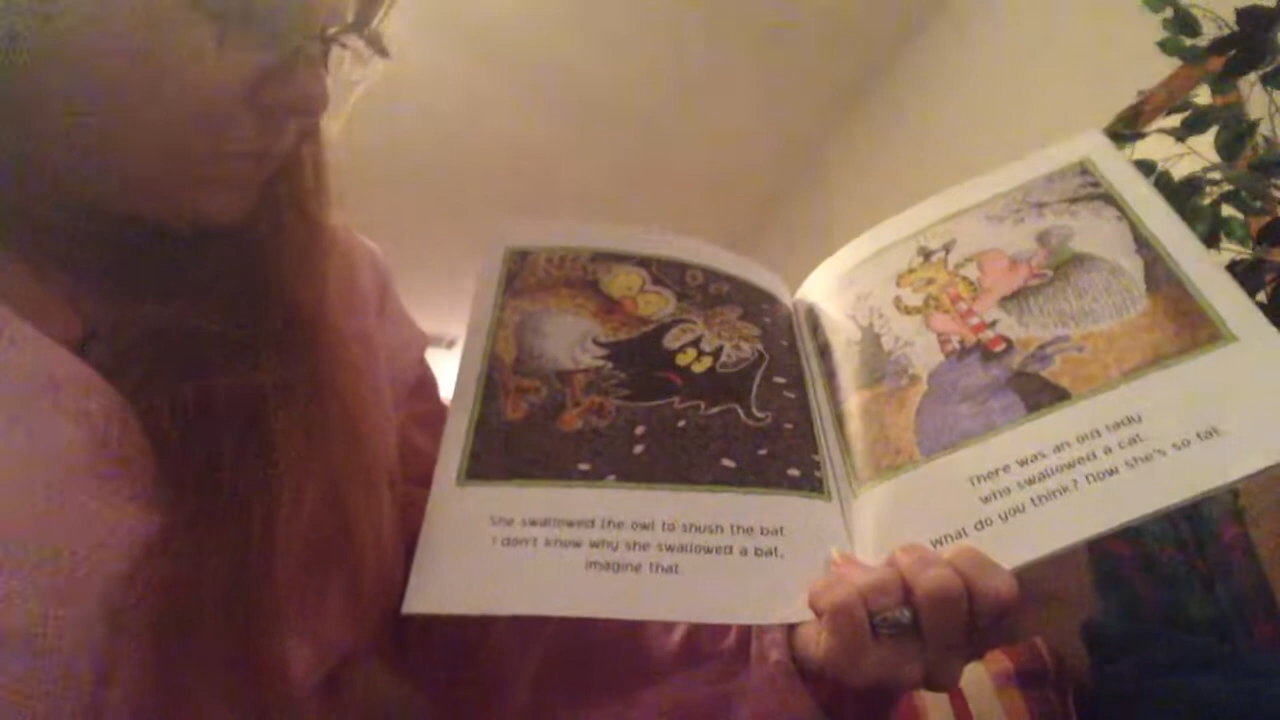 She swallowed the owl to shush the bat
I don't know why she swallowed a bat,
imagine that.
There was an old lady
who swallowed a cat.
What do you think? Now she's so fat.